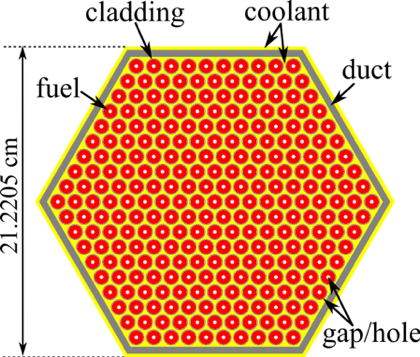 cladding
coolant
fuel
duct
21.2205 cm
gap/hole